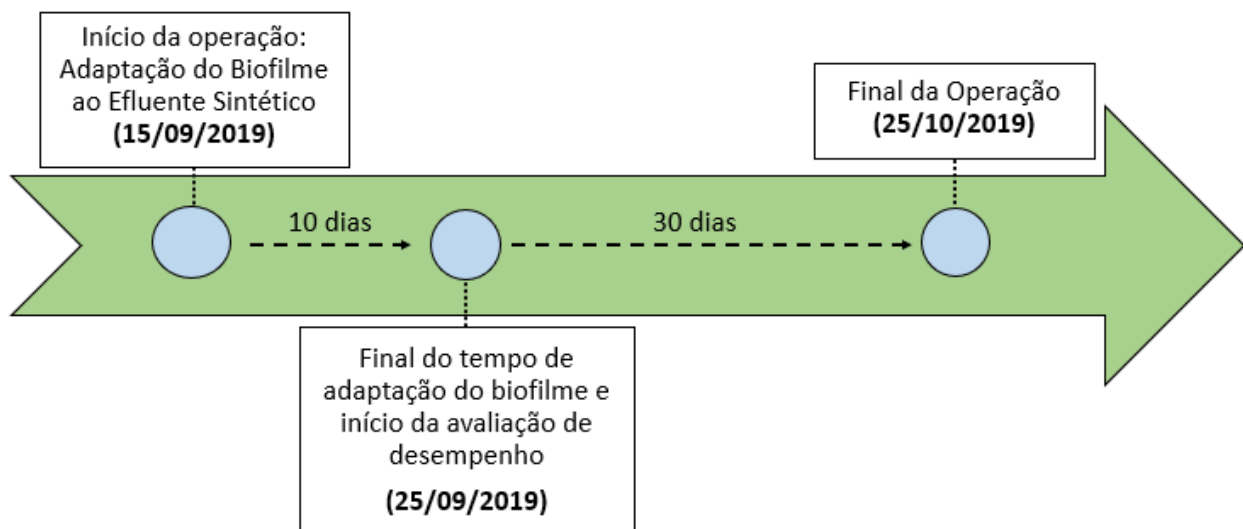 Início da operação:
Adaptação do Biofilme
ao Efluente Sintético
(15/09/2019)
Final da Operação
(25/10/2019)
10 dias
30 dias
Final do tempo de
adaptação do biofilme e
início da avaliação de
desempenho
(25/09/2019)